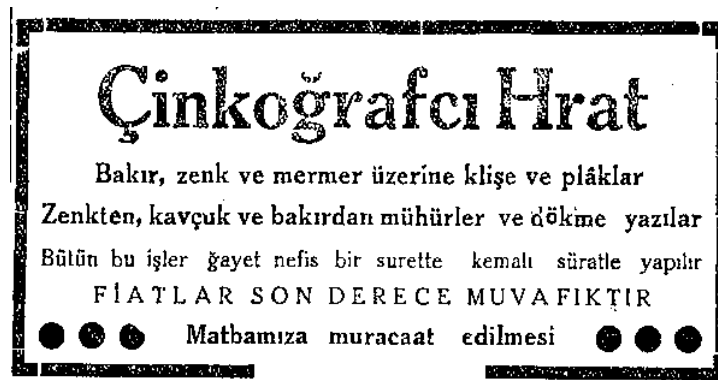 Çinkoğrafcı Hrat
Bakır, zenk ve mermer üzerine klişe ve plâklar
Zenkten, kavçuk ve bakırdan mühürler ve dökme yazılar
Bütün bu işler ğayet nefis bir surette kemalı süratle yapılır
FİATLAR SON DERECE MUVAFIKTIR
Matbamıza muracaat edilmesi